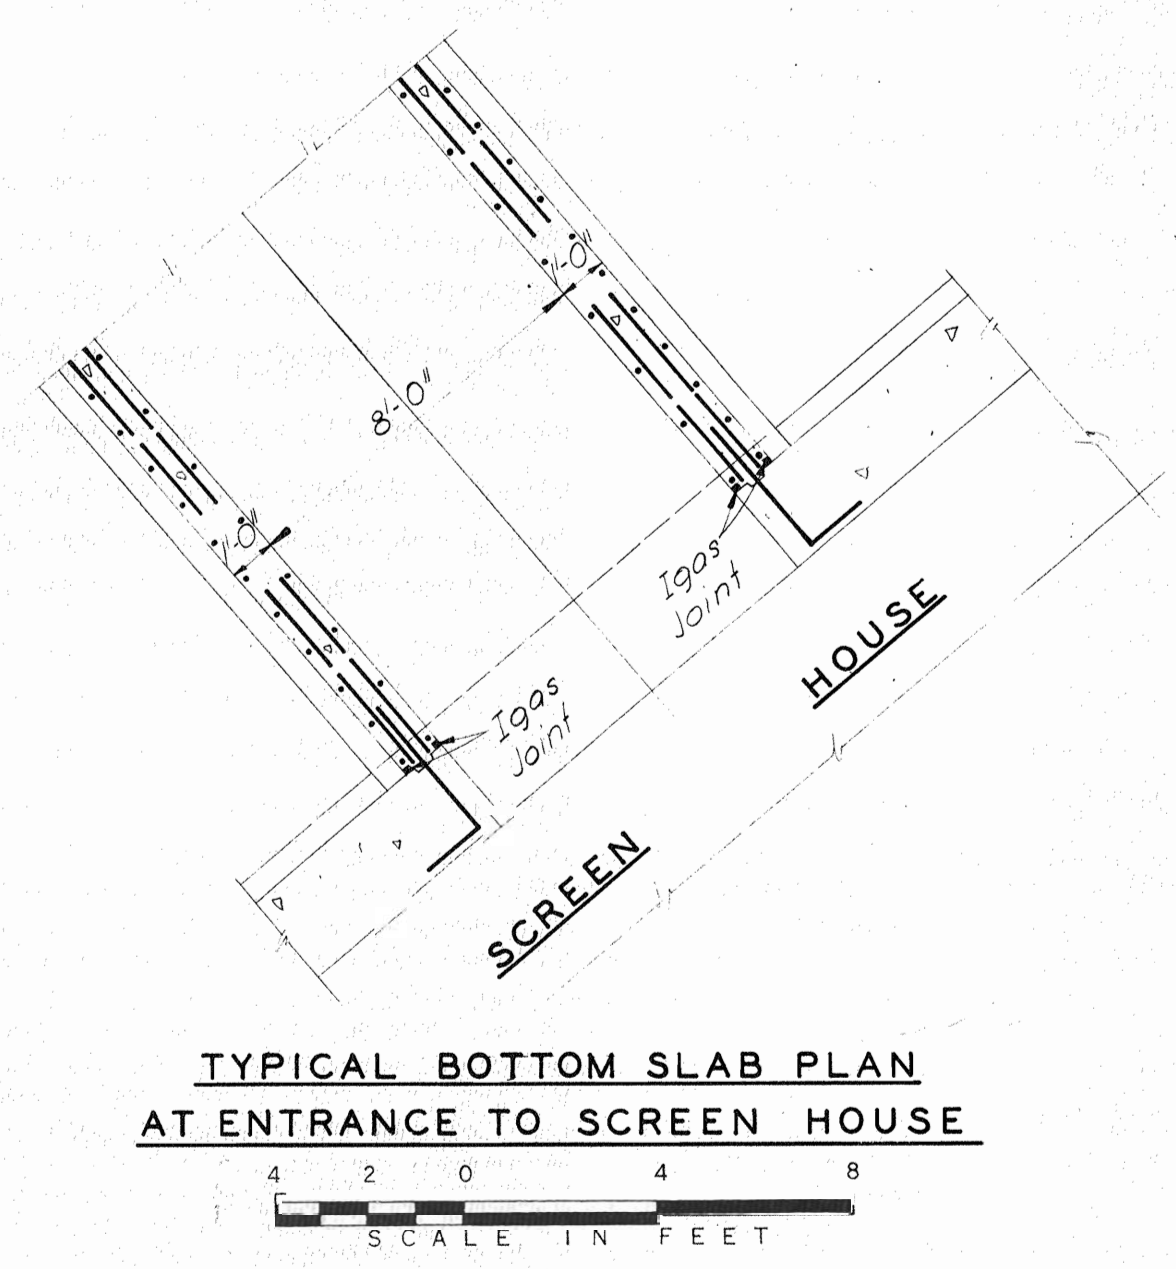 1'-0"
8'-0"
1'-0"
Igas
Joint
HOUSE
Igas
Joint
SCREEN
TYPICAL BOTTOM SLAB PLAN
AT ENTRANCE TO SCREEN HOUSE
4 2 0 4 8
SCALE IN FEET